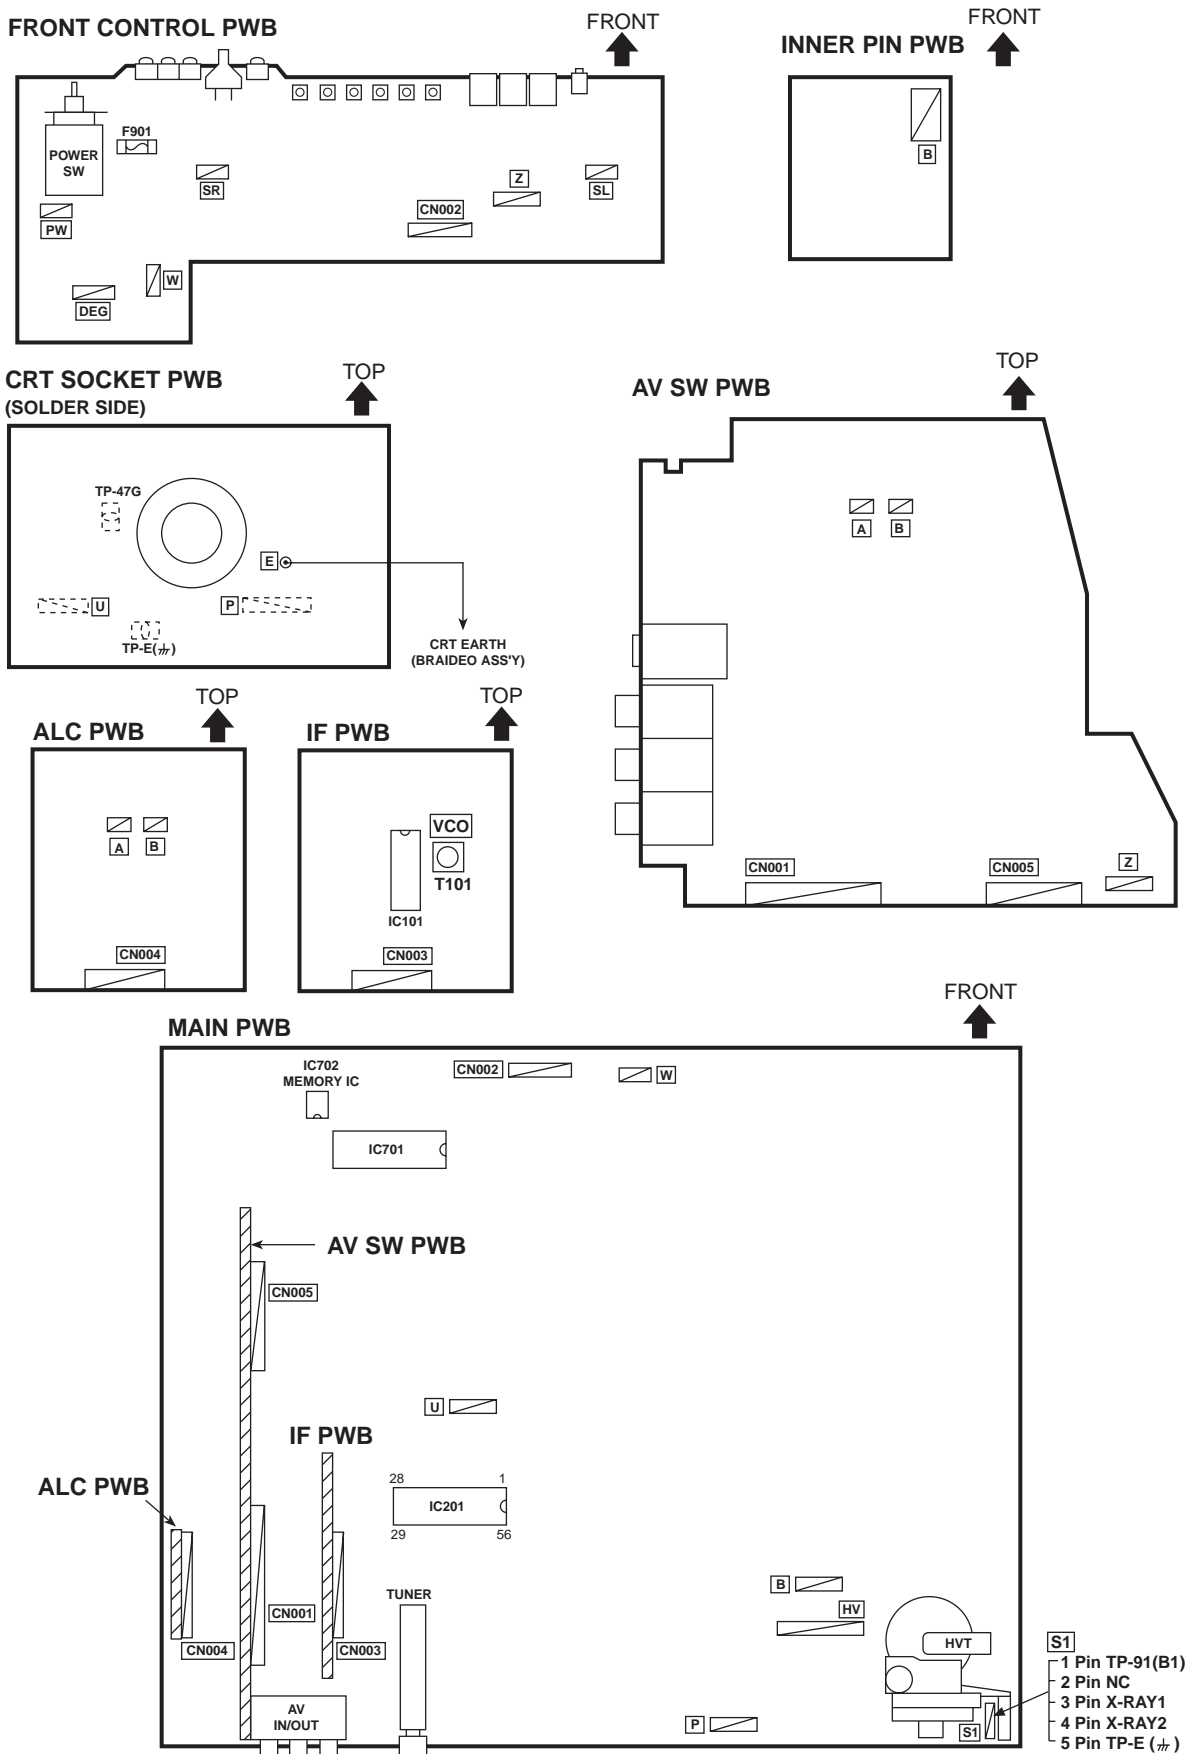 FRONT CONTROL PWB
FRONT
FRONT
INNER PIN PWB
F901
POWER
SW
SR
Z
SL
B
PW
CN002
W
DEG
CRT SOCKET PWB
(SOLDER SIDE)
TOP
TOP
AV SW PWB
TP-47G
E
U
P
TP-E( )
CRT EARTH
(BRAIDEO ASS'Y)
A
B
ALC PWB
TOP
IF PWB
TOP
VCO
T101
A
B
IC101
CN004
CN003
CN001
CN005
Z
MAIN PWB
FRONT
IC702
MEMORY IC
CN002
W
IC701
AV SW PWB
CN005
U
IF PWB
ALC PWB
28
1
IC201
29
56
TUNER
B
HV
CN001
CN004
CN003
HVT
AV
IN/OUT
P
S1
S1
1 Pin TP-91(B1)
2 Pin NC
3 Pin X-RAY1
4 Pin X-RAY2
5 Pin TP-E ( )